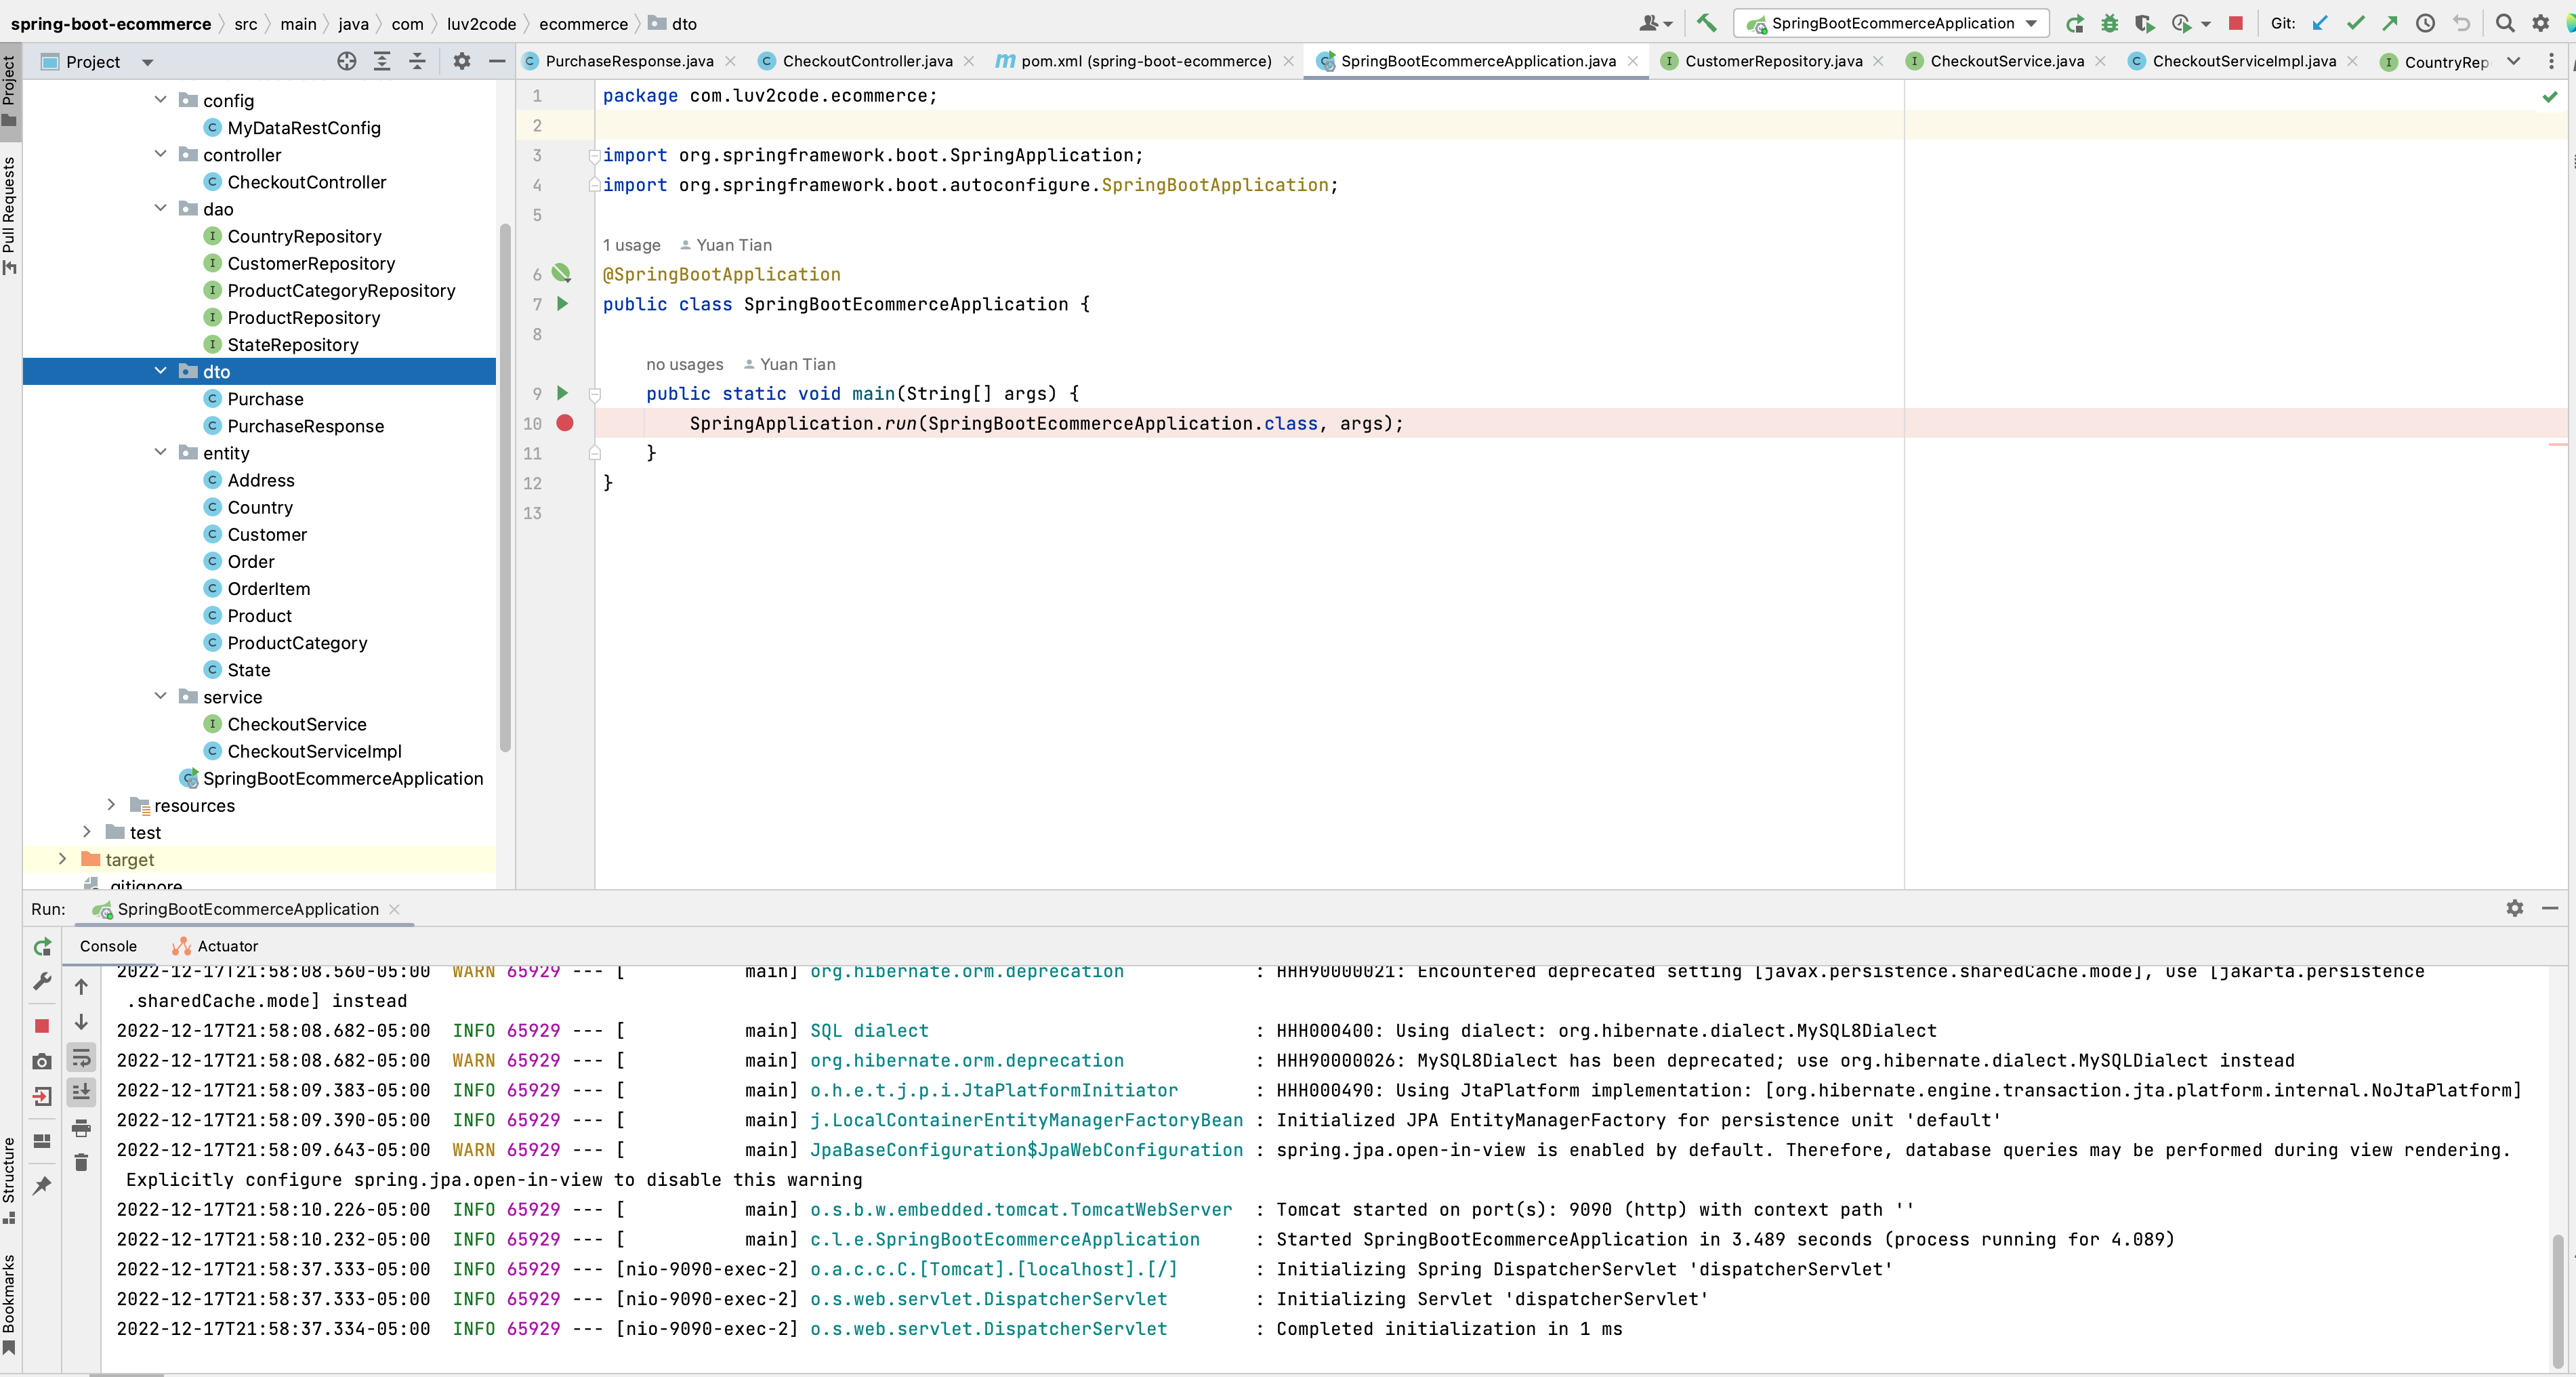 spring-boot-ecommerce src main java com luv2code ecommerce dto
SpringBootEcommerceApplication
Git:
Project
PurchaseResponse.java
CheckoutController.java
pom.xml (spring-boot-ecommerce)
SpringBootEcommerceApplication.java
CustomerRepository.java
CheckoutService.java
CheckoutServiceImpl.java
CountryRep
Project
Pull Requests
Structure
Bookmarks
config
MyDataRestConfig
controller
CheckoutController
dao
CountryRepository
CustomerRepository
ProductCategoryRepository
ProductRepository
StateRepository
dto
Purchase
PurchaseResponse
entity
Address
Country
Customer
Order
OrderItem
Product
ProductCategory
State
service
CheckoutService
CheckoutServiceImpl
SpringBootEcommerceApplication
resources
test
target
.gitignore
1 package com.luv2code.ecommerce;
2
3 import org.springframework.boot.SpringApplication;
4 import org.springframework.boot.autoconfigure.SpringBootApplication;
5
1 usage Yuan Tian
6 @SpringBootApplication
7 public class SpringBootEcommerceApplication {
8
no usages Yuan Tian
9 public static void main(String[] args) {
10 SpringApplication.run(SpringBootEcommerceApplication.class, args);
11 }
12 }
13
Run: SpringBootEcommerceApplication
Console Actuator
2022-12-17T21:58:08.560-05:00 WARN 65929 --- [ main] org.hibernate.orm.deprecation : HHH90000021: Encountered deprecated setting [javax.persistence.sharedCache.mode], use [jakarta.persistence
.sharedCache.mode] instead
2022-12-17T21:58:08.682-05:00 INFO 65929 --- [ main] SQL dialect : HHH000400: Using dialect: org.hibernate.dialect.MySQL8Dialect
2022-12-17T21:58:08.682-05:00 WARN 65929 --- [ main] org.hibernate.orm.deprecation : HHH90000026: MySQL8Dialect has been deprecated; use org.hibernate.dialect.MySQLDialect instead
2022-12-17T21:58:09.383-05:00 INFO 65929 --- [ main] o.h.e.t.j.p.i.JtaPlatformInitiator : HHH000490: Using JtaPlatform implementation: [org.hibernate.engine.transaction.jta.platform.internal.NoJtaPlatform]
2022-12-17T21:58:09.390-05:00 INFO 65929 --- [ main] j.LocalContainerEntityManagerFactoryBean : Initialized JPA EntityManagerFactory for persistence unit 'default'
2022-12-17T21:58:09.643-05:00 WARN 65929 --- [ main] JpaBaseConfiguration$JpaWebConfiguration : spring.jpa.open-in-view is enabled by default. Therefore, database queries may be performed during view rendering.
Explicitly configure spring.jpa.open-in-view to disable this warning
2022-12-17T21:58:10.226-05:00 INFO 65929 --- [ main] o.s.b.w.embedded.tomcat.TomcatWebServer : Tomcat started on port(s): 9090 (http) with context path ''
2022-12-17T21:58:10.232-05:00 INFO 65929 --- [ main] c.l.e.SpringBootEcommerceApplication : Started SpringBootEcommerceApplication in 3.489 seconds (process running for 4.089)
2022-12-17T21:58:37.333-05:00 INFO 65929 --- [nio-9090-exec-2] o.a.c.c.C.[Tomcat].[localhost].[/] : Initializing Spring DispatcherServlet 'dispatcherServlet'
2022-12-17T21:58:37.333-05:00 INFO 65929 --- [nio-9090-exec-2] o.s.web.servlet.DispatcherServlet : Initializing Servlet 'dispatcherServlet'
2022-12-17T21:58:37.334-05:00 INFO 65929 --- [nio-9090-exec-2] o.s.web.servlet.DispatcherServlet : Completed initialization in 1 ms